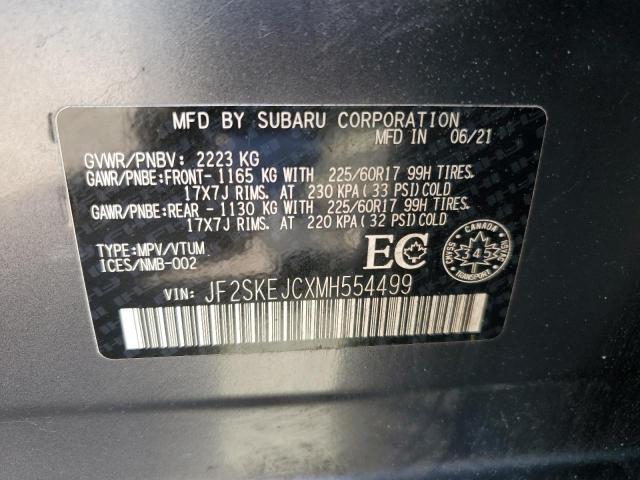 MFD BY SUBARU CORPORATION
MFD IN 06/21
GVWR/PNBV: 2223 KG
GAWR/PNBE:FRONT-1165 KG WITH 225/60R17 99H TIRES.
17X7J RIMS. AT 230 KPA (33 PSI)COLD
GAWR/PNBE:REAR -1130 KG WITH 225/60R17 99H TIRES.
17X7J RIMS. AT 220 KPA (32 PSI)COLD
TYPE:MPV/VTUM
ICES/NMB-002
EC
CANADA
345
VIN: JF2SKEJCXMH554499